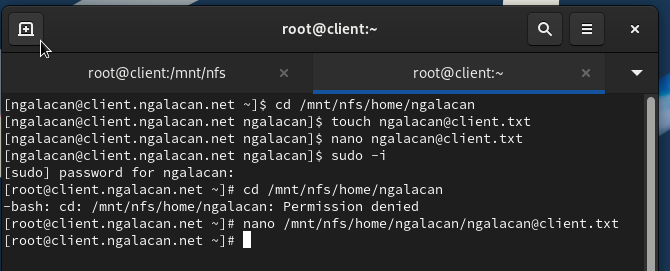 root@client:~
root@client:/mnt/nfs
root@client:~
[ngalacan@client.ngalacan.net ~]$ cd /mnt/nfs/home/ngalacan
[ngalacan@client.ngalacan.net ngalacan]$ touch ngalacan@client.txt
[ngalacan@client.ngalacan.net ngalacan]$ nano ngalacan@client.txt
[ngalacan@client.ngalacan.net ngalacan]$ sudo -i
[sudo] password for ngalacan:
[root@client.ngalacan.net ~]# cd /mnt/nfs/home/ngalacan
-bash: cd: /mnt/nfs/home/ngalacan: Permission denied
[root@client.ngalacan.net ~]# nano /mnt/nfs/home/ngalacan/ngalacan@client.txt
[root@client.ngalacan.net ~]#